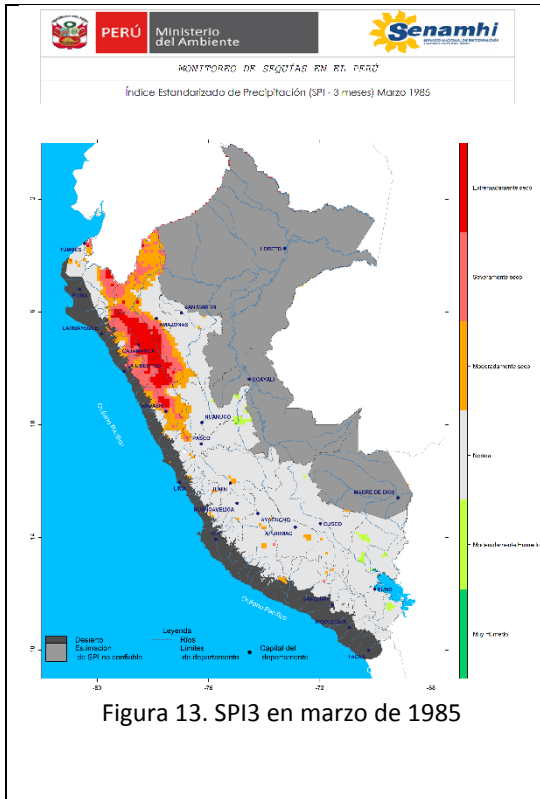 PERÚ
Ministerio
del Ambiente
Senamhi
MONITOREO DE SEQUÍAS EN EL PERÚ
Índice Estandarizado de Precipitación (SPI - 3 meses) Marzo 1985
Extremadamente seco
Severamente seco
Moderadamente seco
Normal
Moderadamente Húmedo
Muy Húmedo
TUMBES
LORETO
PIURA
SAN MARTIN
LAMBAYEQUE
AMAZONAS
CAJAMARCA
LA LIBERTAD
UCAYALI
ANCASH
HUANUCO
PASCO
Océano Pacífico
LIMA
JUNIN
MADRE DE DIOS
HUANCAVELICA
AYACUCHO
CUSCO
APURIMAC
PUNO
AREQUIPA
MOQUEGUA
TACNA
Océano Pacífico
Leyenda
Desierto
Estimación
de SPI no confiable
Ríos
Límites
de departamento
Capital del
departamento
-80
-76
-72
-68
Figura 13. SPI3 en marzo de 1985